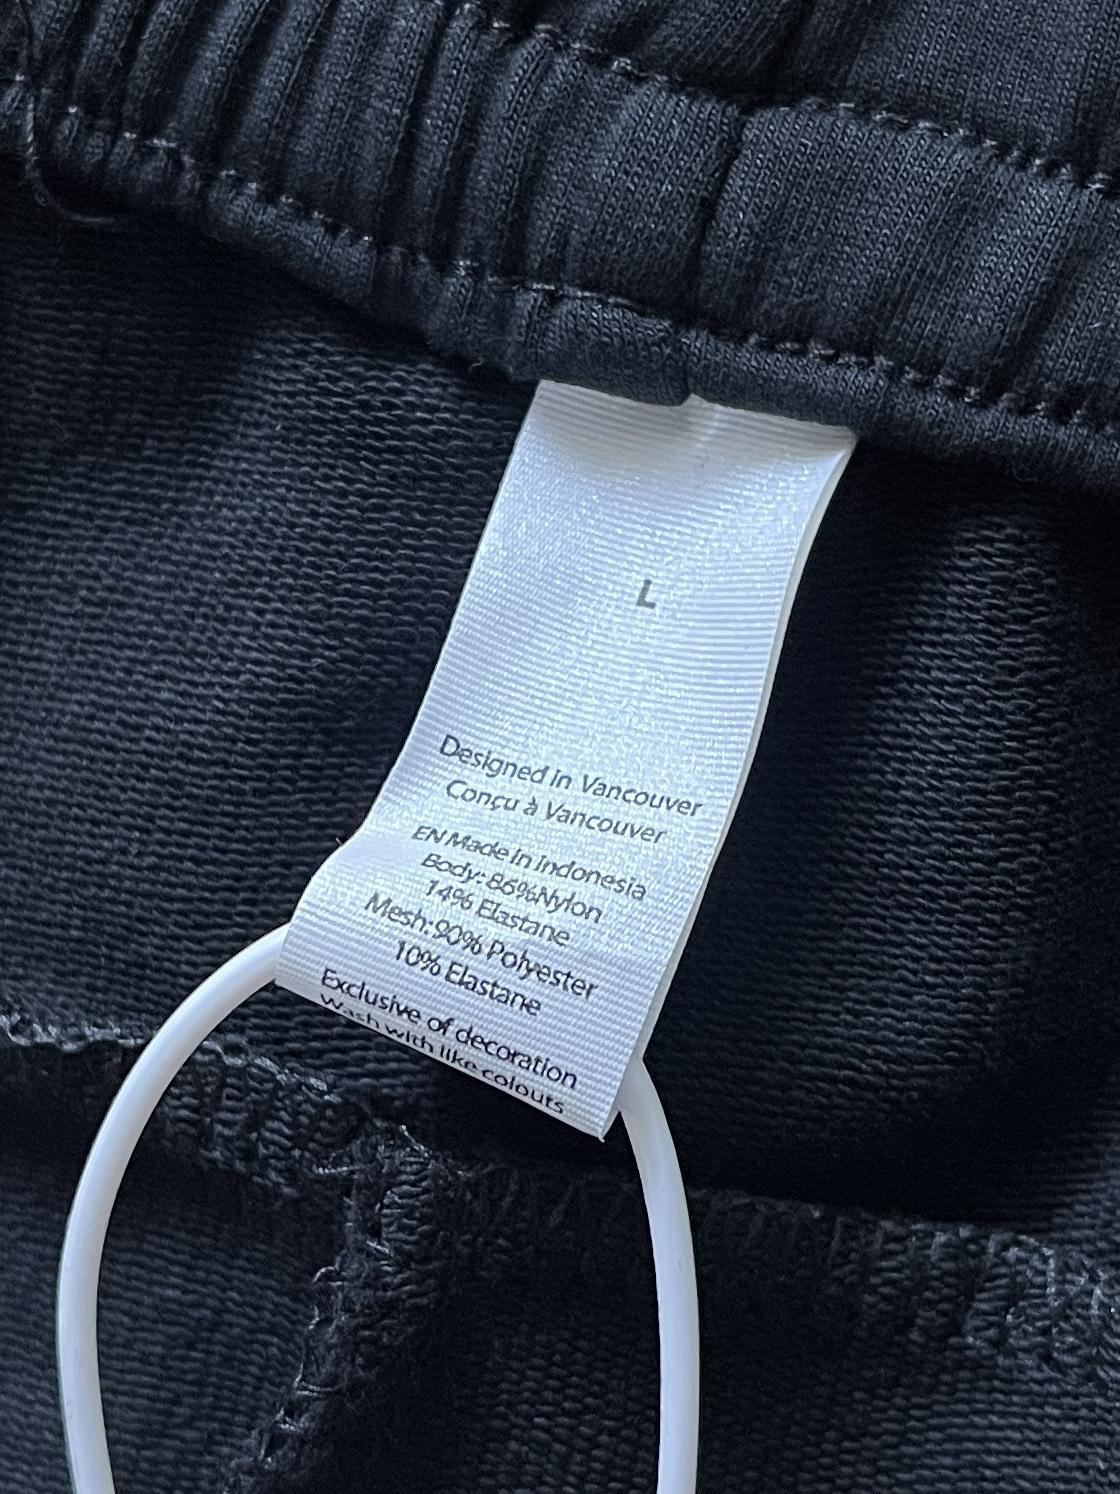 L
Designed in Vancouver
Conçu à Vancouver
EN Made in Indonesia
Body:86%Nylon
14% Elastane
Mesh:90% Polyester
10% Elastane
Exclusive of decoration
Wash with like colours